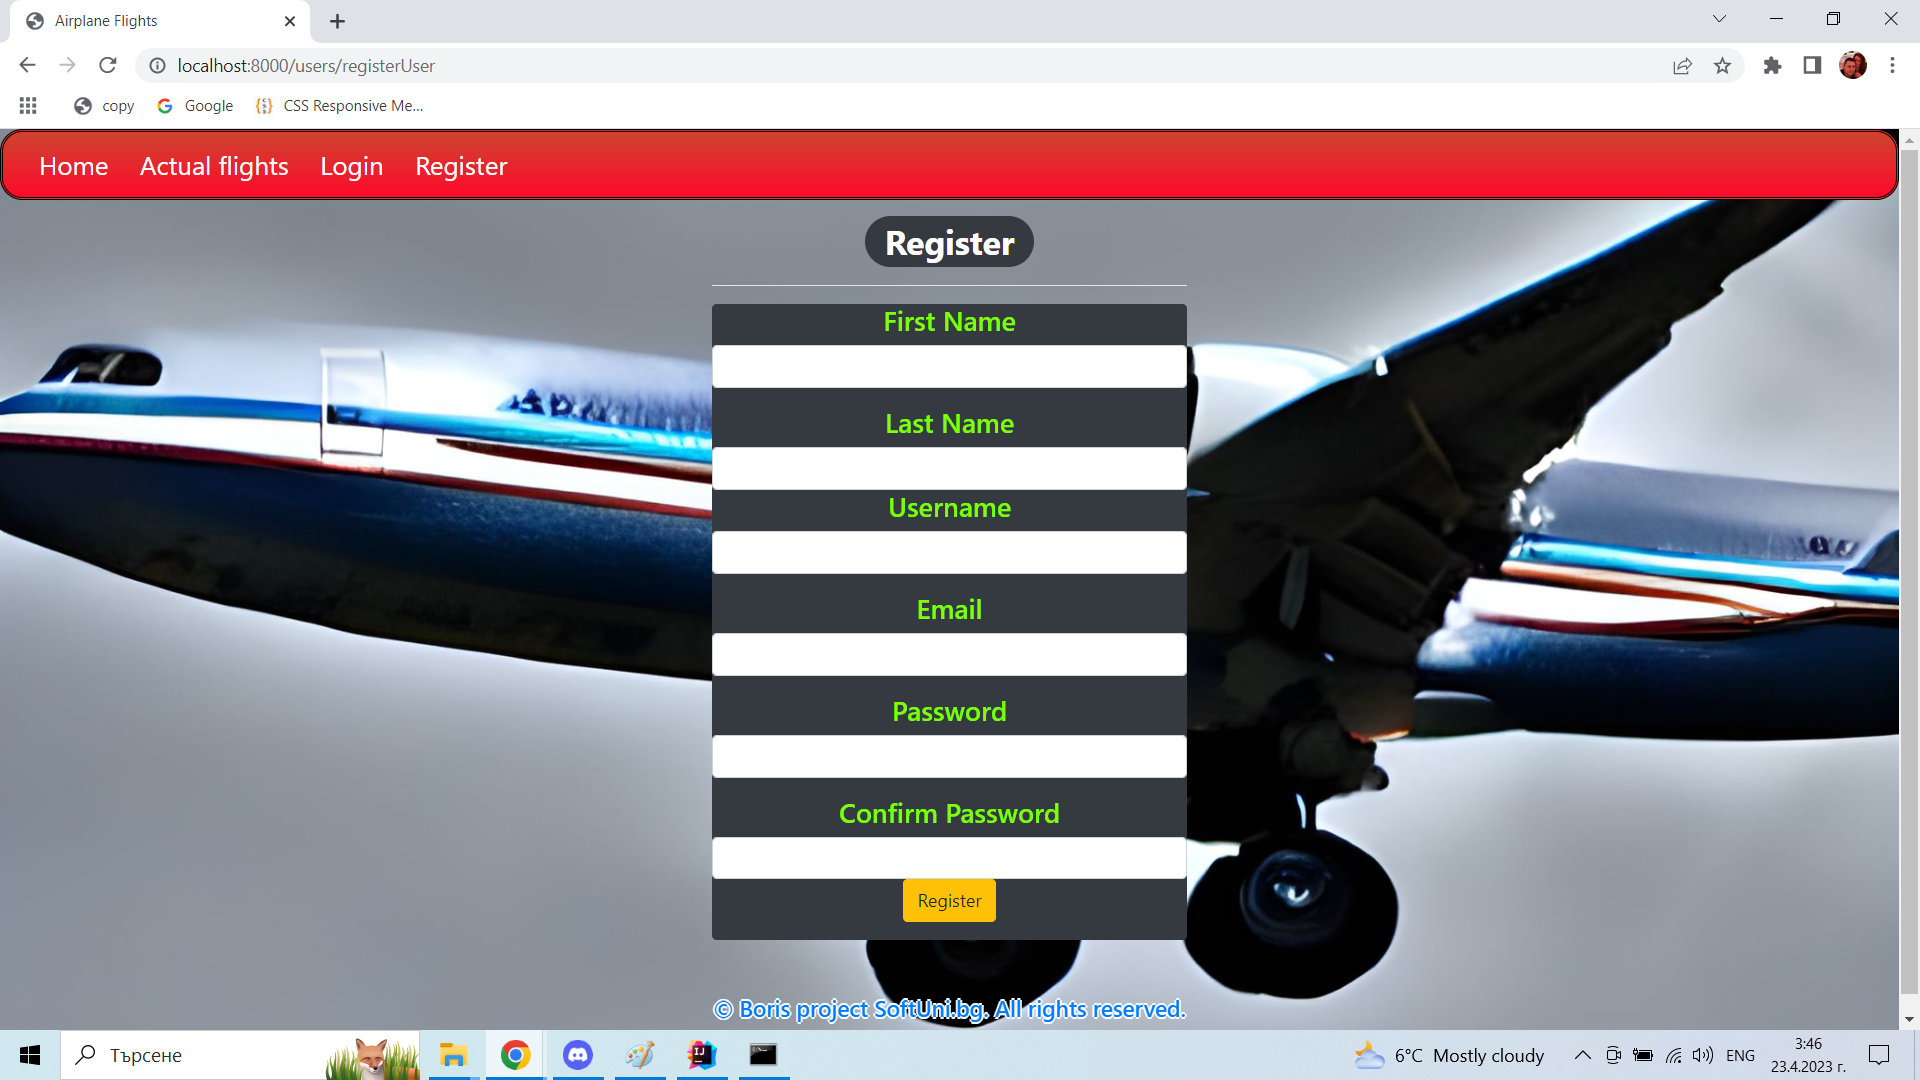 Airplane Flights
localhost:8000/users/registerUser
copy
Google
CSS Responsive Me...
Home Actual flights Login Register
Register
First Name
Last Name
Username
Email
Password
Confirm Password
Register
© Boris project SoftUni.bg. All rights reserved.
Търсене
6°C Mostly cloudy
ENG
3:46
23.4.2023 г.